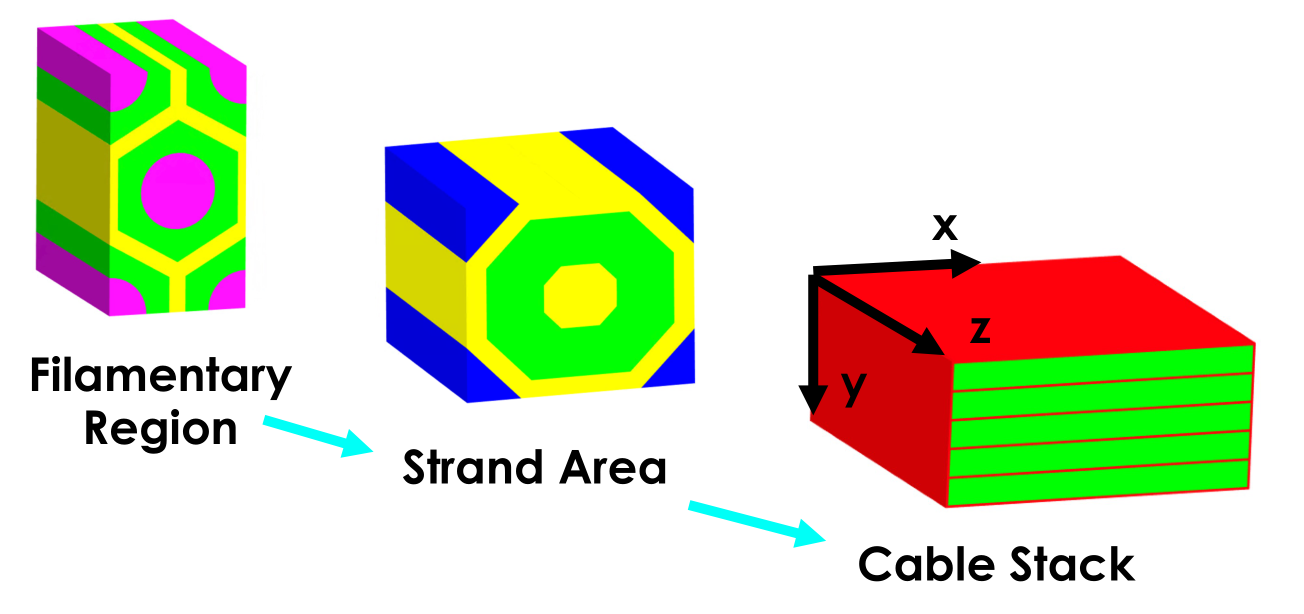 Filamentary
Region
Strand Area
x
z
y
Cable Stack